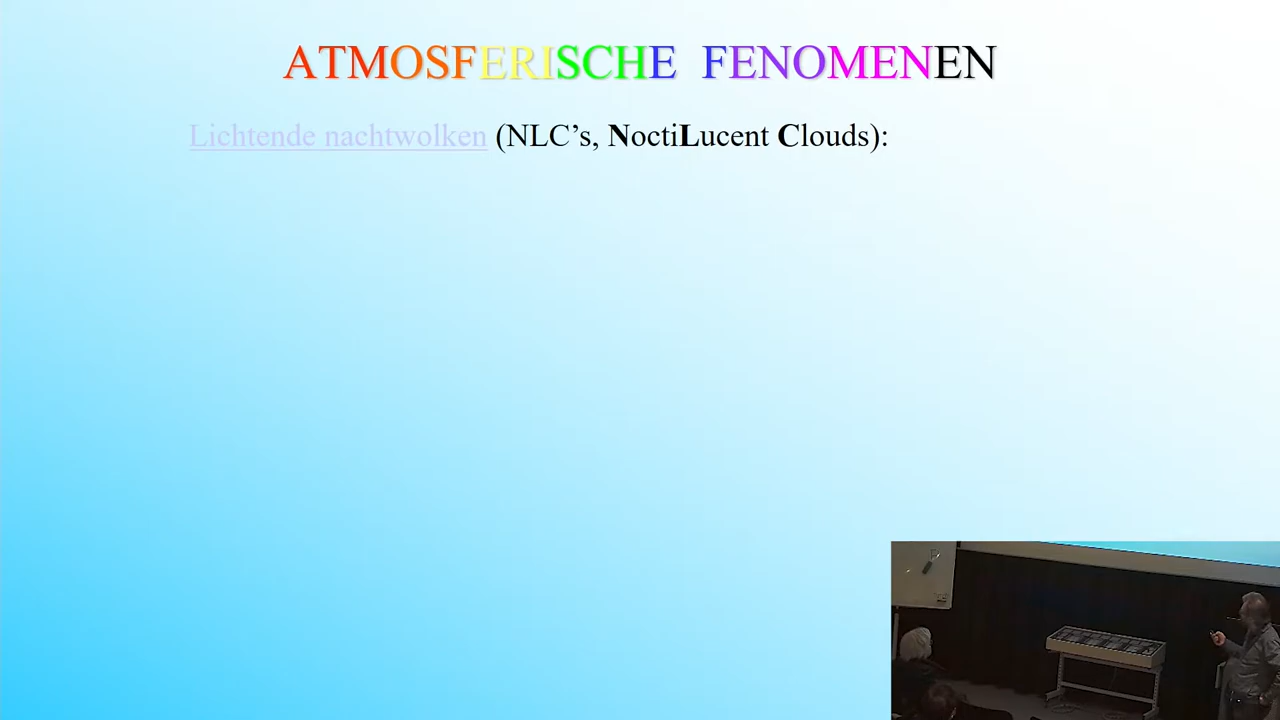 ATMOSFERISCHE FENOMENEN
Lichtende nachtwolken (NLC’s, NoctiLucent Clouds):